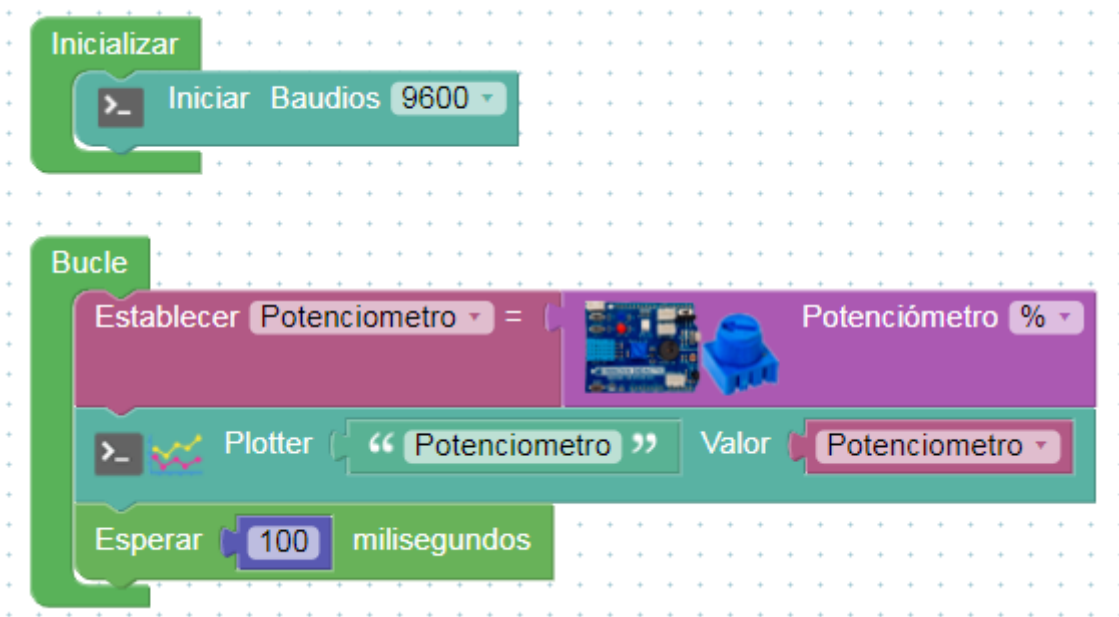 Inicializar
>_ Iniciar Baudios 9600
Bucle
Establecer Potenciometro = Potenciómetro %
>_ Plotter “ Potenciometro ” Valor Potenciometro
Esperar 100 milisegundos